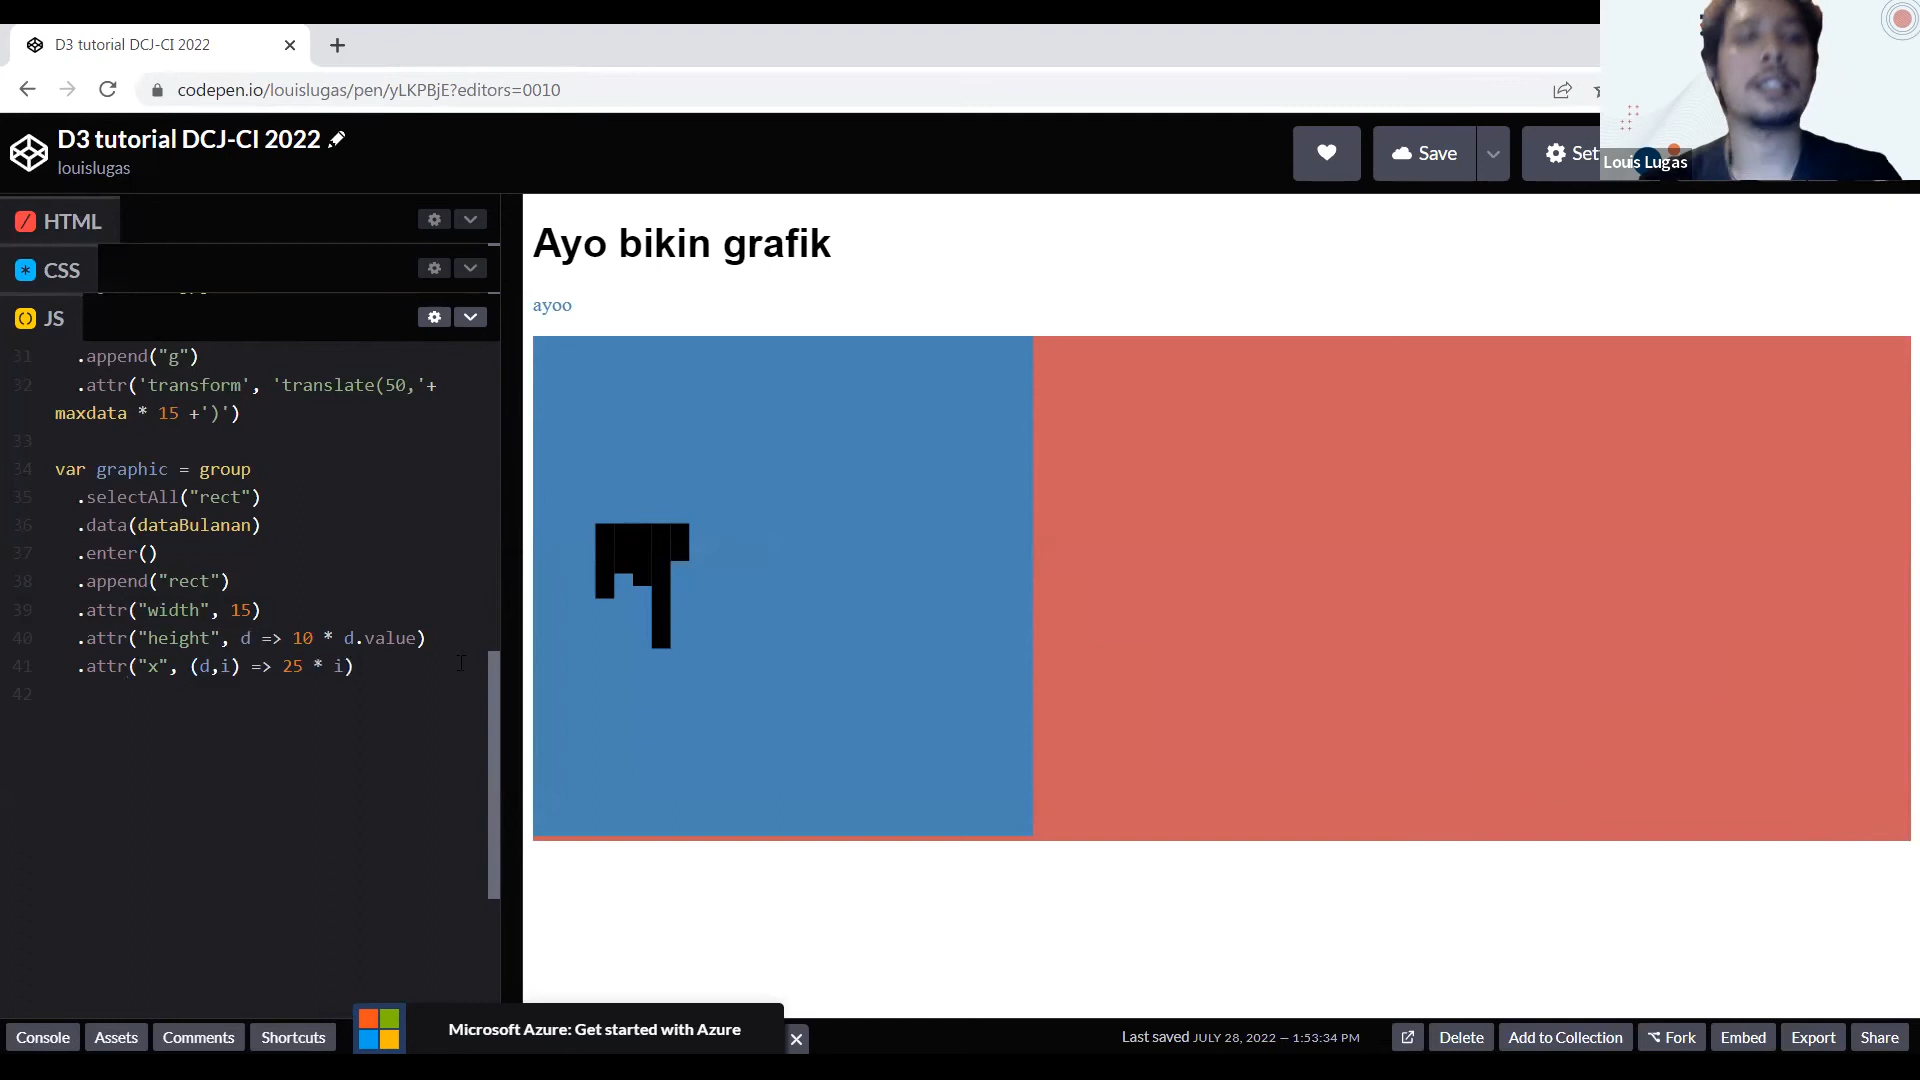 D3 tutorial DCJ-CI 2022
codepen.io/louislugas/pen/yLKPBjE?editors=0010
D3 tutorial DCJ-CI 2022
louislugas
Save
Set
Louis Lugas
HTML
CSS
JS
31 .append("g")
32 .attr('transform', 'translate(50,'+
maxdata * 15 +')')
33
34 var graphic = group
35 .selectAll("rect")
36 .data(dataBulanan)
37 .enter()
38 .append("rect")
39 .attr("width", 15)
40 .attr("height", d => 10 * d.value)
41 .attr("x", (d,i) => 25 * i)
42
Ayo bikin grafik
ayoo
Console
Assets
Comments
Shortcuts
Microsoft Azure: Get started with Azure
Last saved JULY 28, 2022 — 1:53:34 PM
Delete
Add to Collection
Fork
Embed
Export
Share